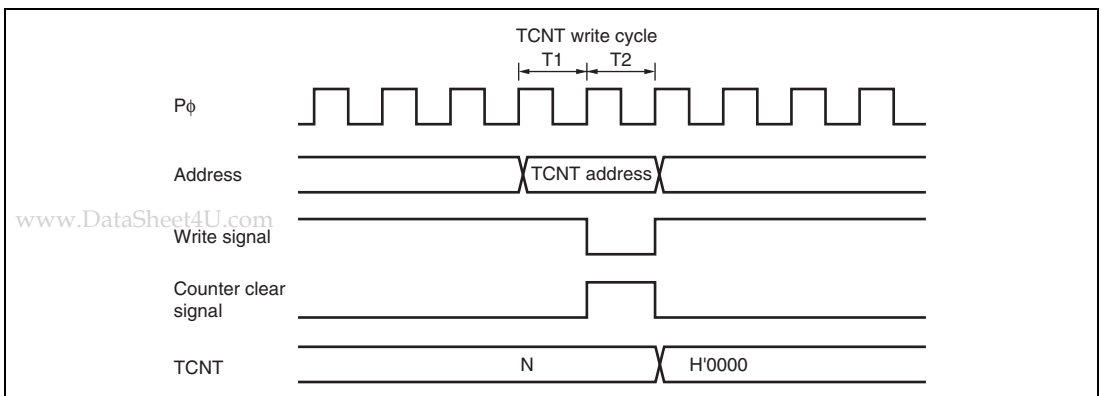 TCNT write cycle
T1 T2
Pφ
Address
TCNT address
www.DataSheet4U.com
Write signal
Counter clear
signal
TCNT
N
H'0000